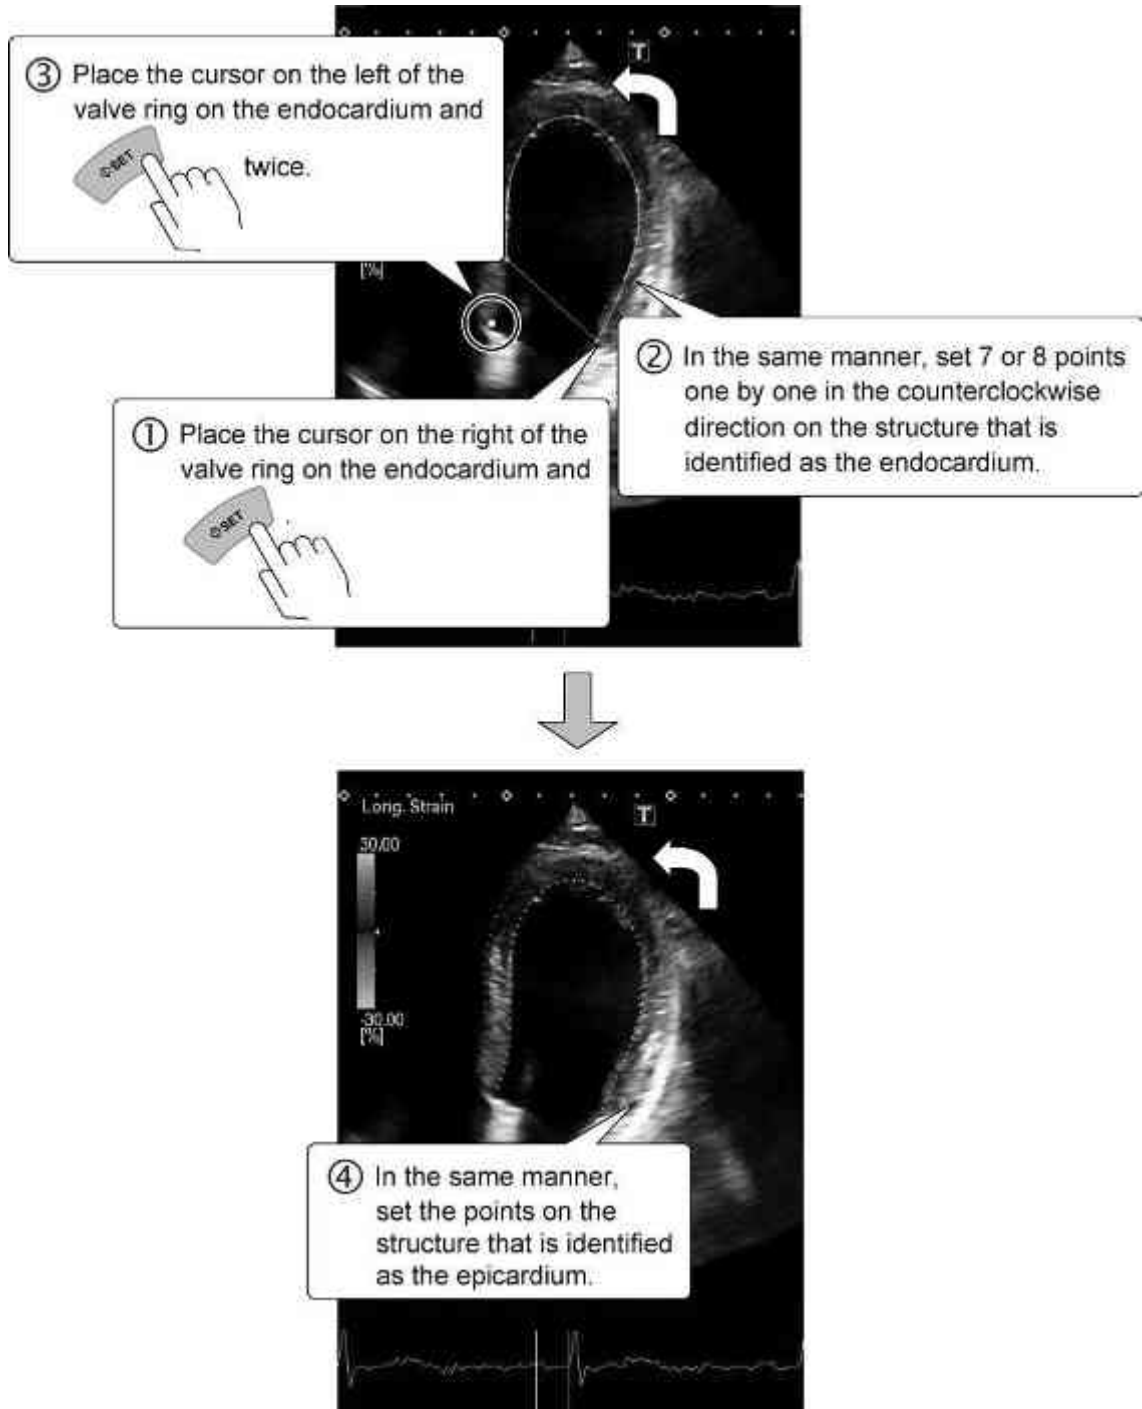 ③ Place the cursor on the left of the
valve ring on the endocardium and
SET
twice.
T
[%]
② In the same manner, set 7 or 8 points
one by one in the counterclockwise
direction on the structure that is
identified as the endocardium.
① Place the cursor on the right of the
valve ring on the endocardium and
SET
Long. Strain
T
30.00
-30.00
[%]
④ In the same manner,
set the points on the
structure that is identified
as the epicardium.